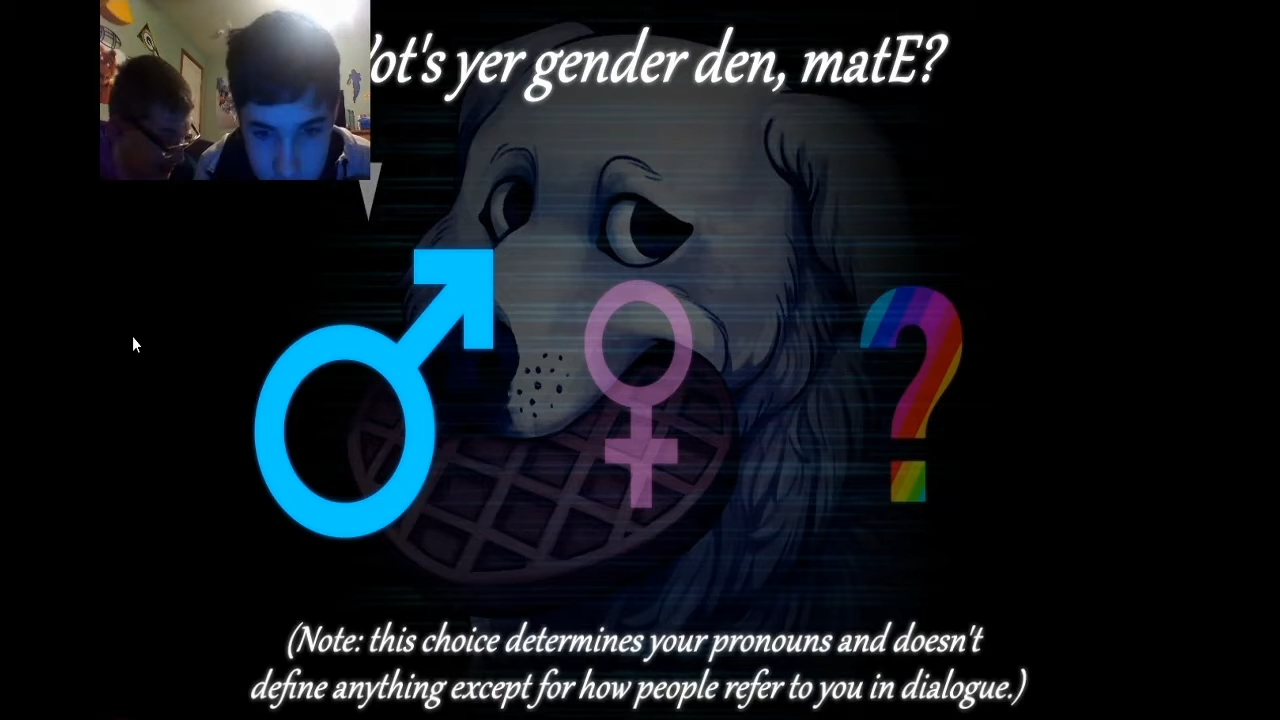 ot's yer gender den, matE?
?
(Note: this choice determines your pronouns and doesn't
define anything except for how people refer to you in dialogue.)